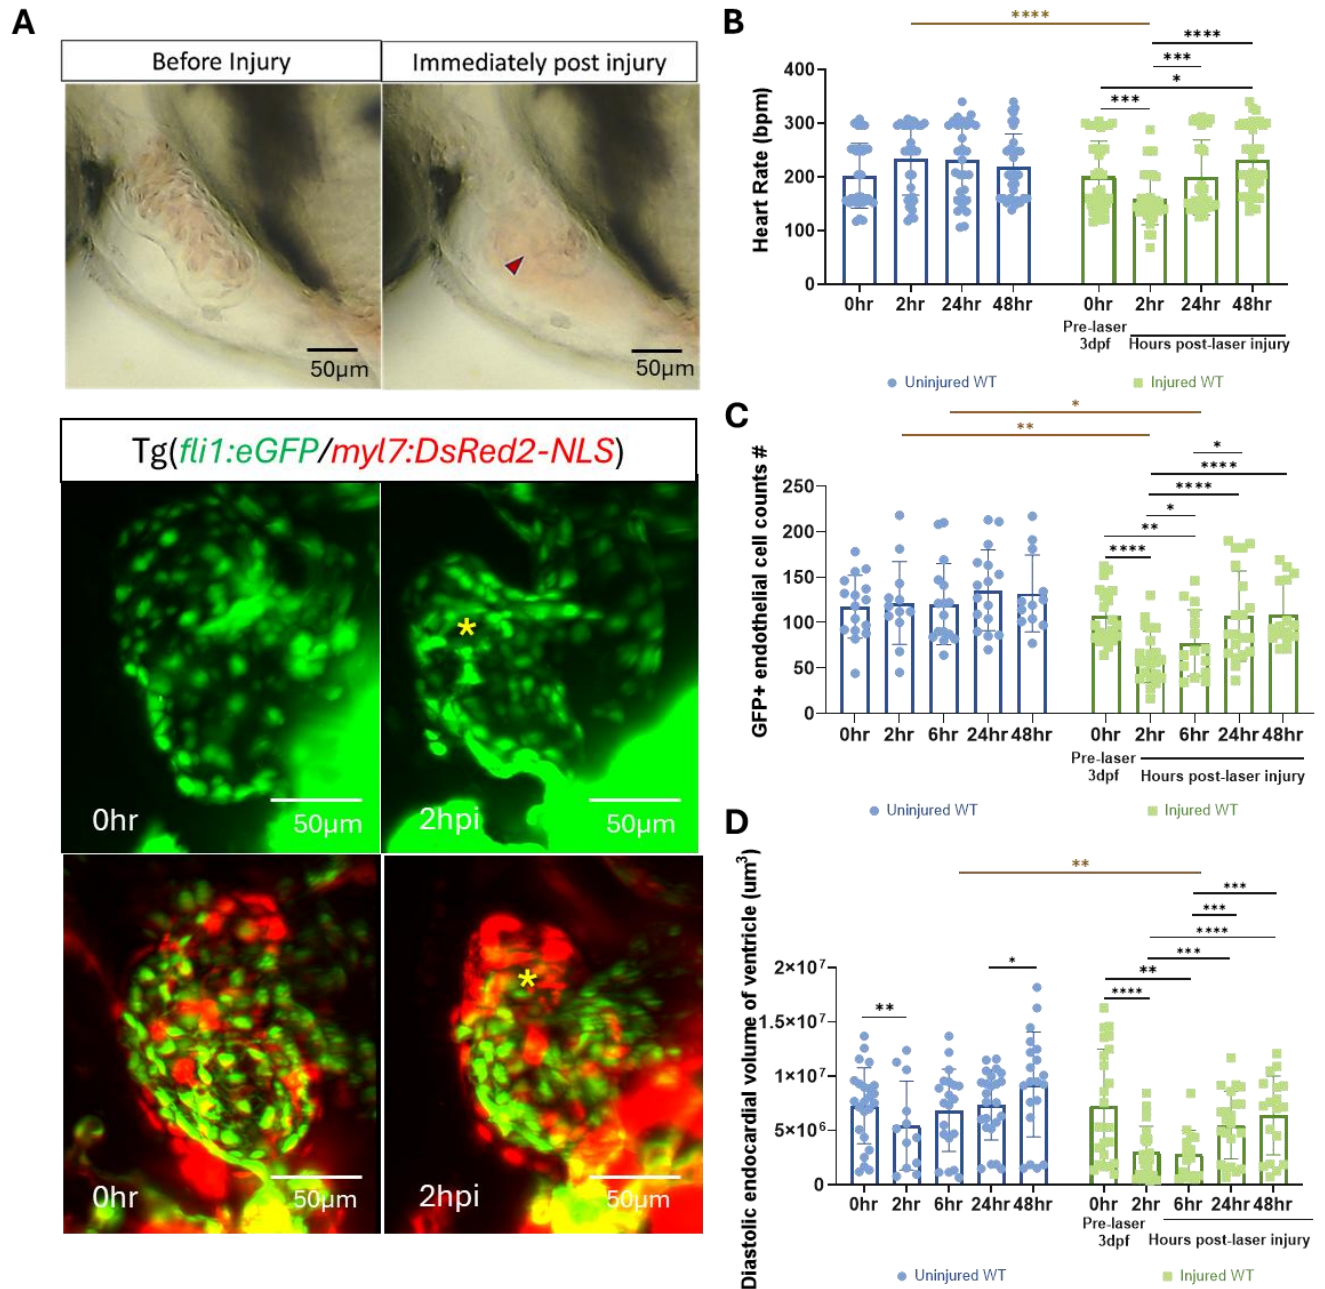 A
Before Injury
Immediately post injury
50µm
50µm
Tg(fli1:eGFP/myl7:DsRed2-NLS)
*
0hr
50µm
2hpi
50µm
*
0hr
50µm
2hpi
50µm
B
****
****
***
*
***
Heart Rate (bpm)
400
300
200
100
0
0hr 2hr 24hr 48hr 0hr 2hr 24hr 48hr
Pre-laser
3dpf
Hours post-laser injury
Uninjured WT
Injured WT
C
*
**
*
****
****
*
**
****
GFP+ endothelial cell counts #
250
200
150
100
50
0
0hr 2hr 6hr 24hr 48hr 0hr 2hr 6hr 24hr 48hr
Pre-laser
3dpf
Hours post-laser injury
Uninjured WT
Injured WT
D
**
***
***
****
***
**
****
*
**
Diastolic endocardial volume of ventricle (um³)
2×10⁷
1.5×10⁷
1×10⁷
5×10⁶
0
0hr 2hr 6hr 24hr 48hr 0hr 2hr 6hr 24hr 48hr
Pre-laser
3dpf
Hours post-laser injury
Uninjured WT
Injured WT